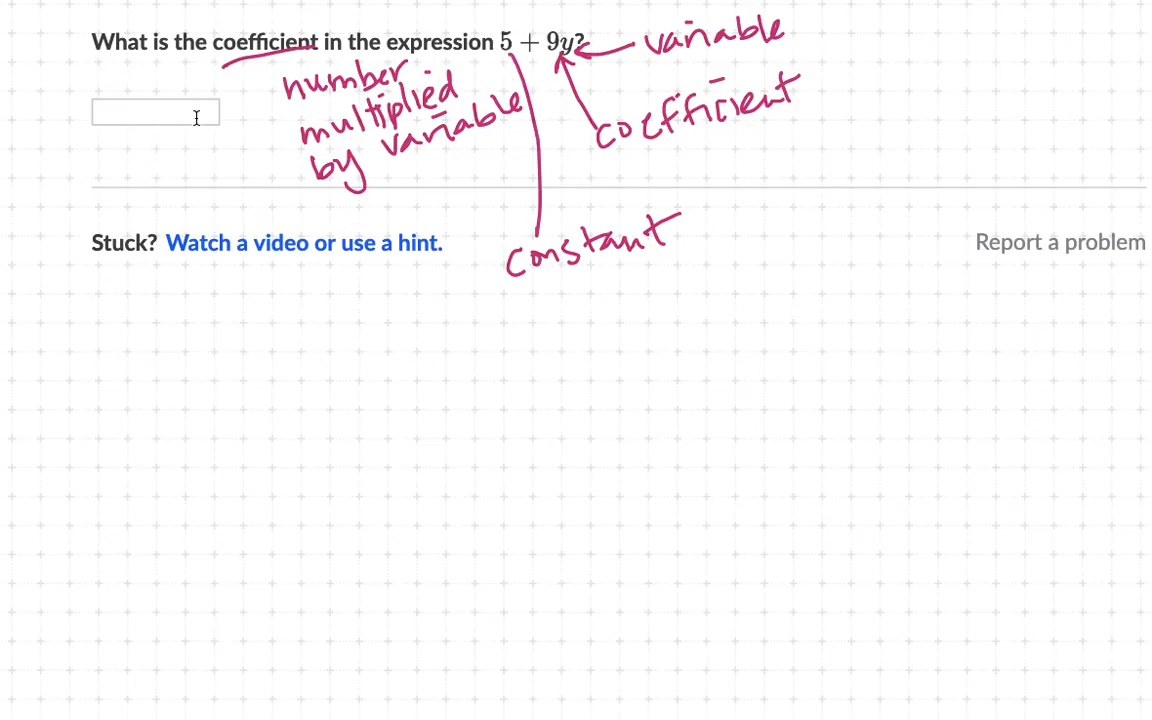 What is the coefficient in the expression 5 + 9y?
variable
number
multiplied
by variable
coefficient
constant
Stuck? Watch a video or use a hint.
Report a problem